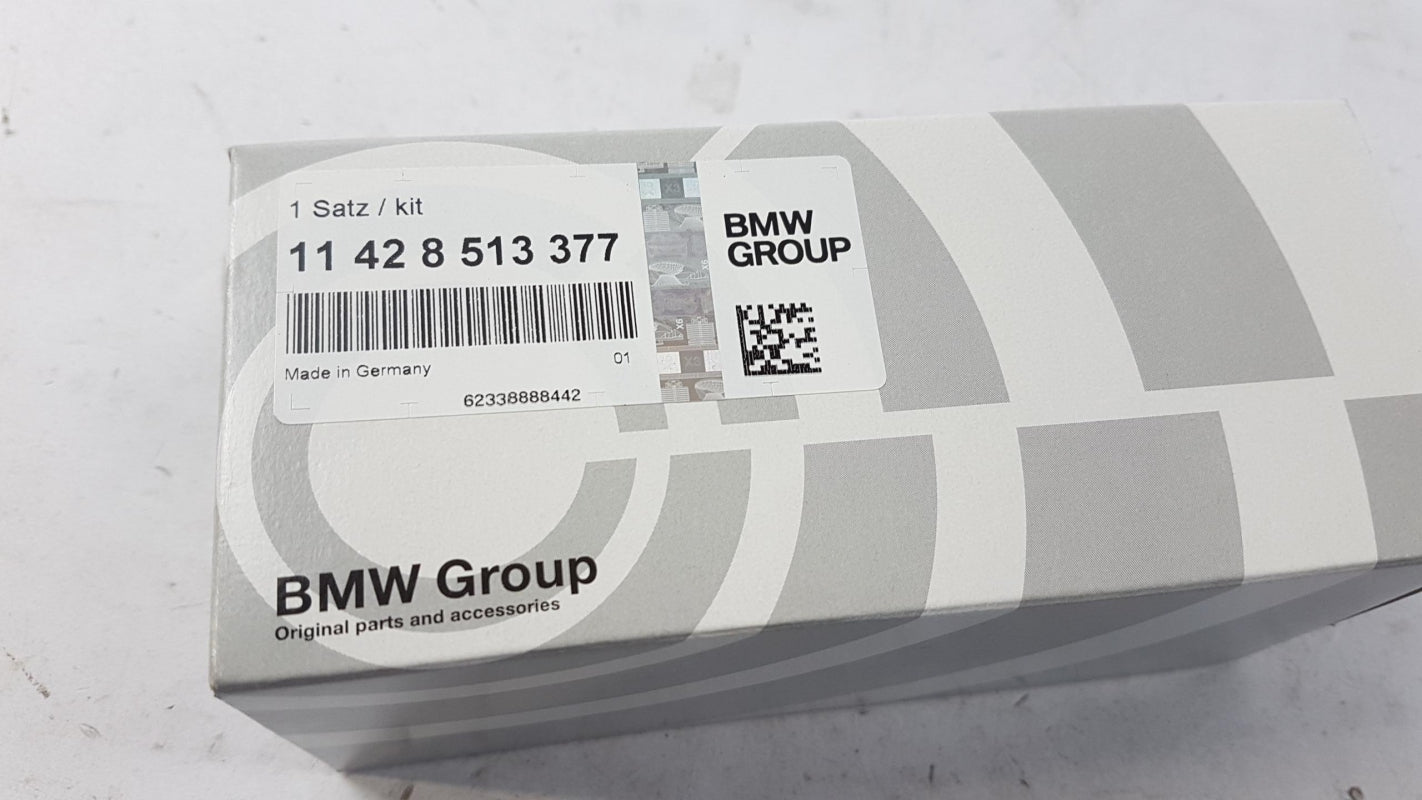 1 Satz / kit
11 42 8 513 377
Made in Germany
01
62338888442
BMW
GROUP
BMW Group
Original parts and accessories